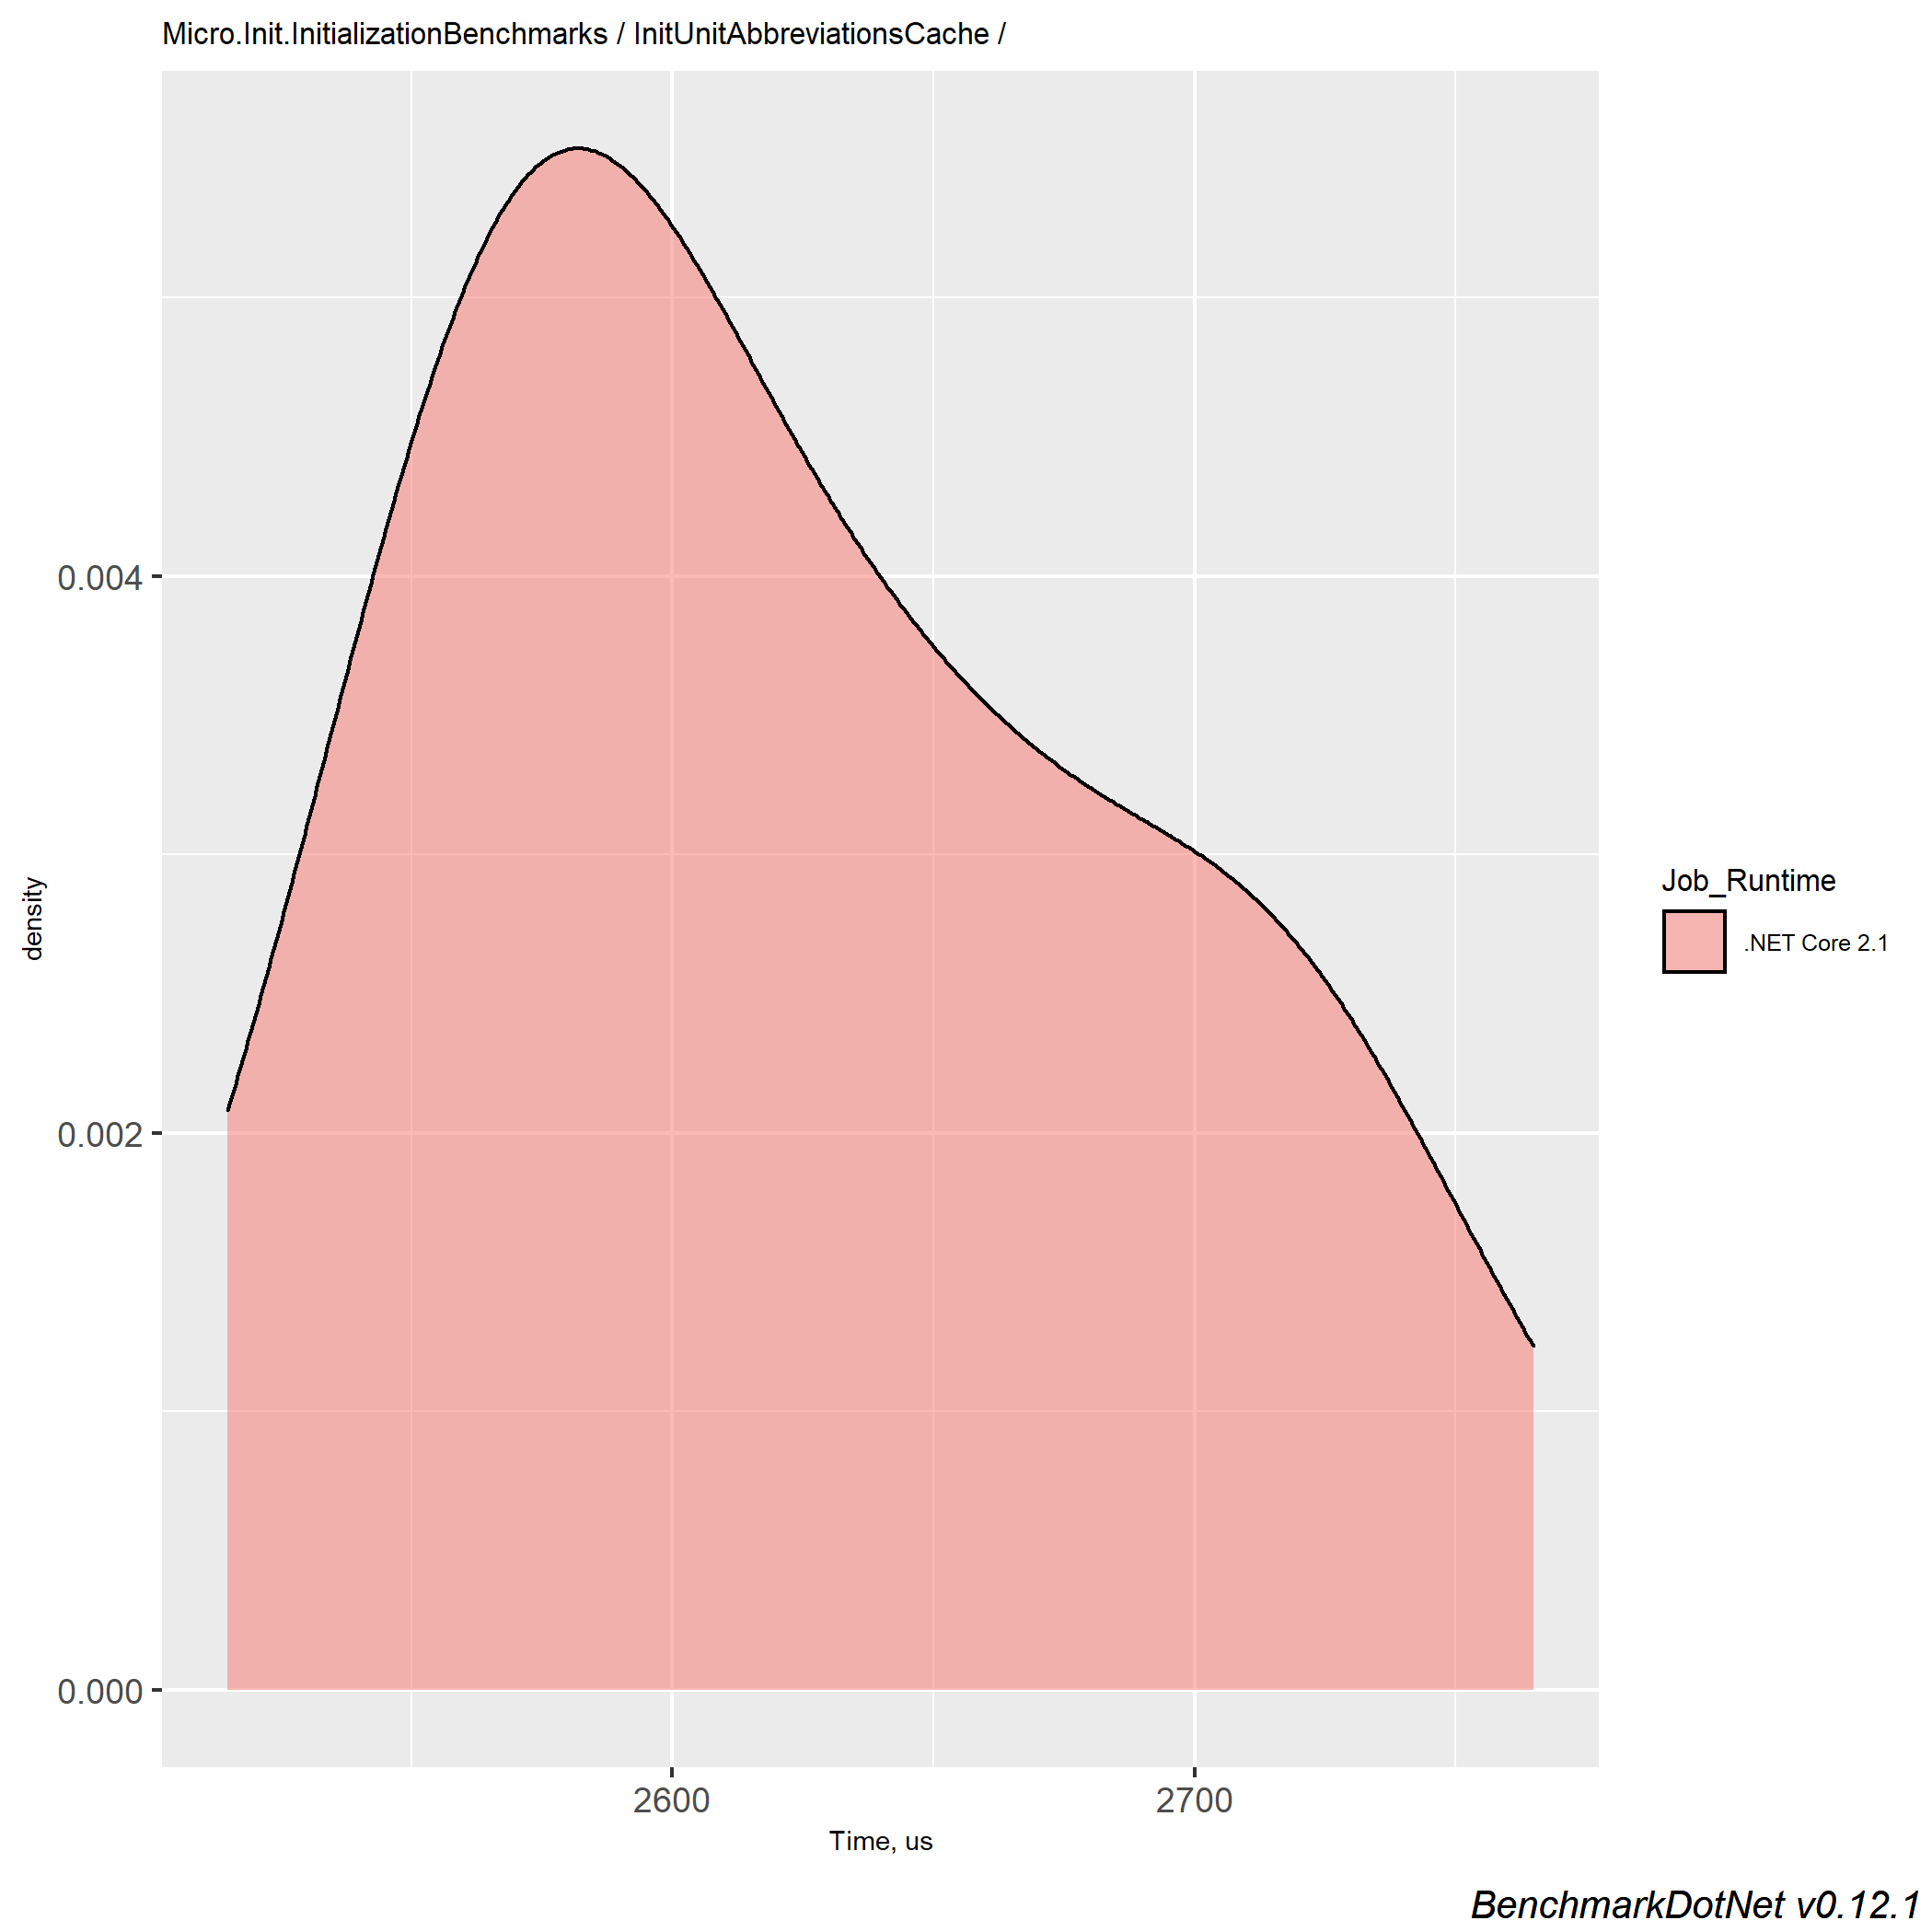 Micro.Init.InitializationBenchmarks / InitUnitAbbreviationsCache /
density
0.004
0.002
0.000
2600
2700
Time, us
Job_Runtime
.NET Core 2.1
BenchmarkDotNet v0.12.1